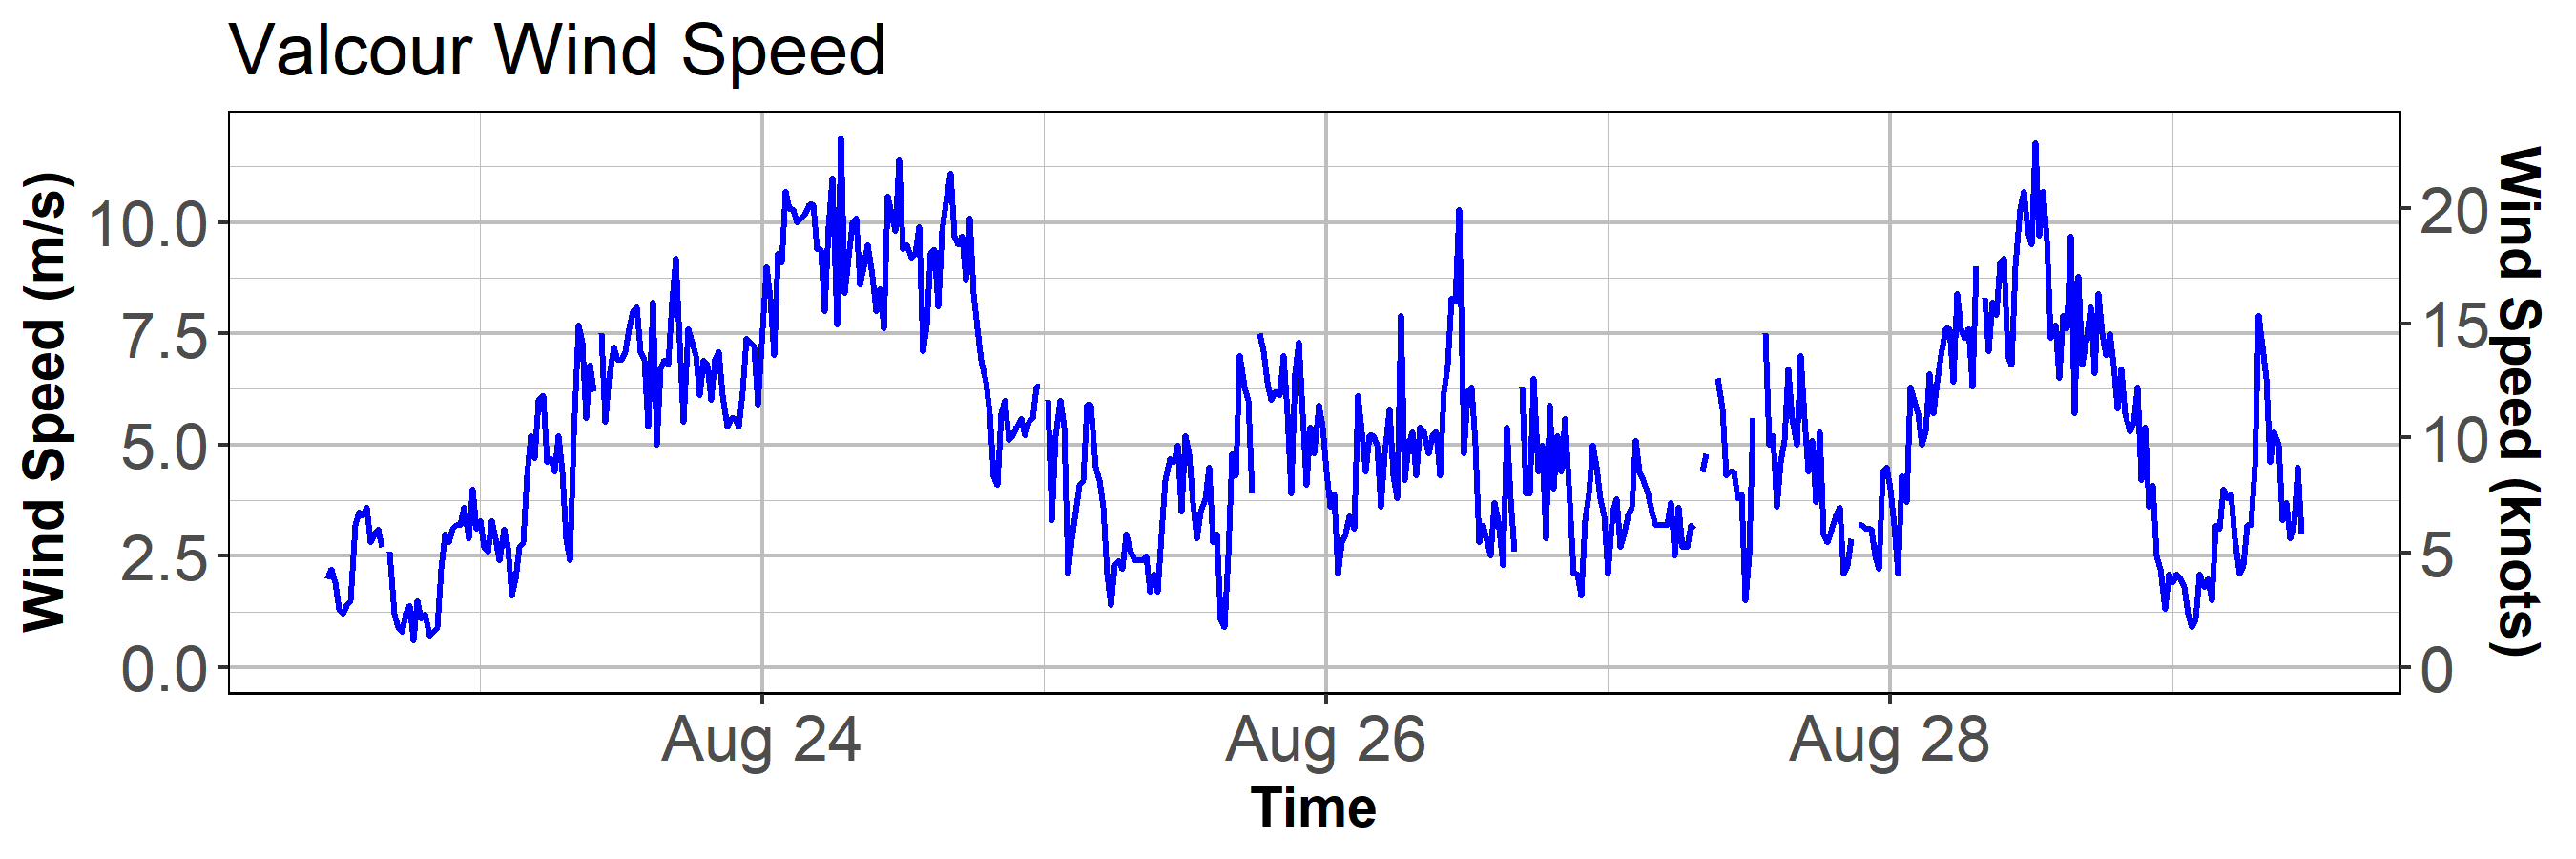 Valcour Wind Speed
Wind Speed (m/s)
10.0
7.5
5.0
2.5
0.0
20
15
10
5
0
Wind Speed (knots)
Aug 24
Aug 26
Aug 28
Time